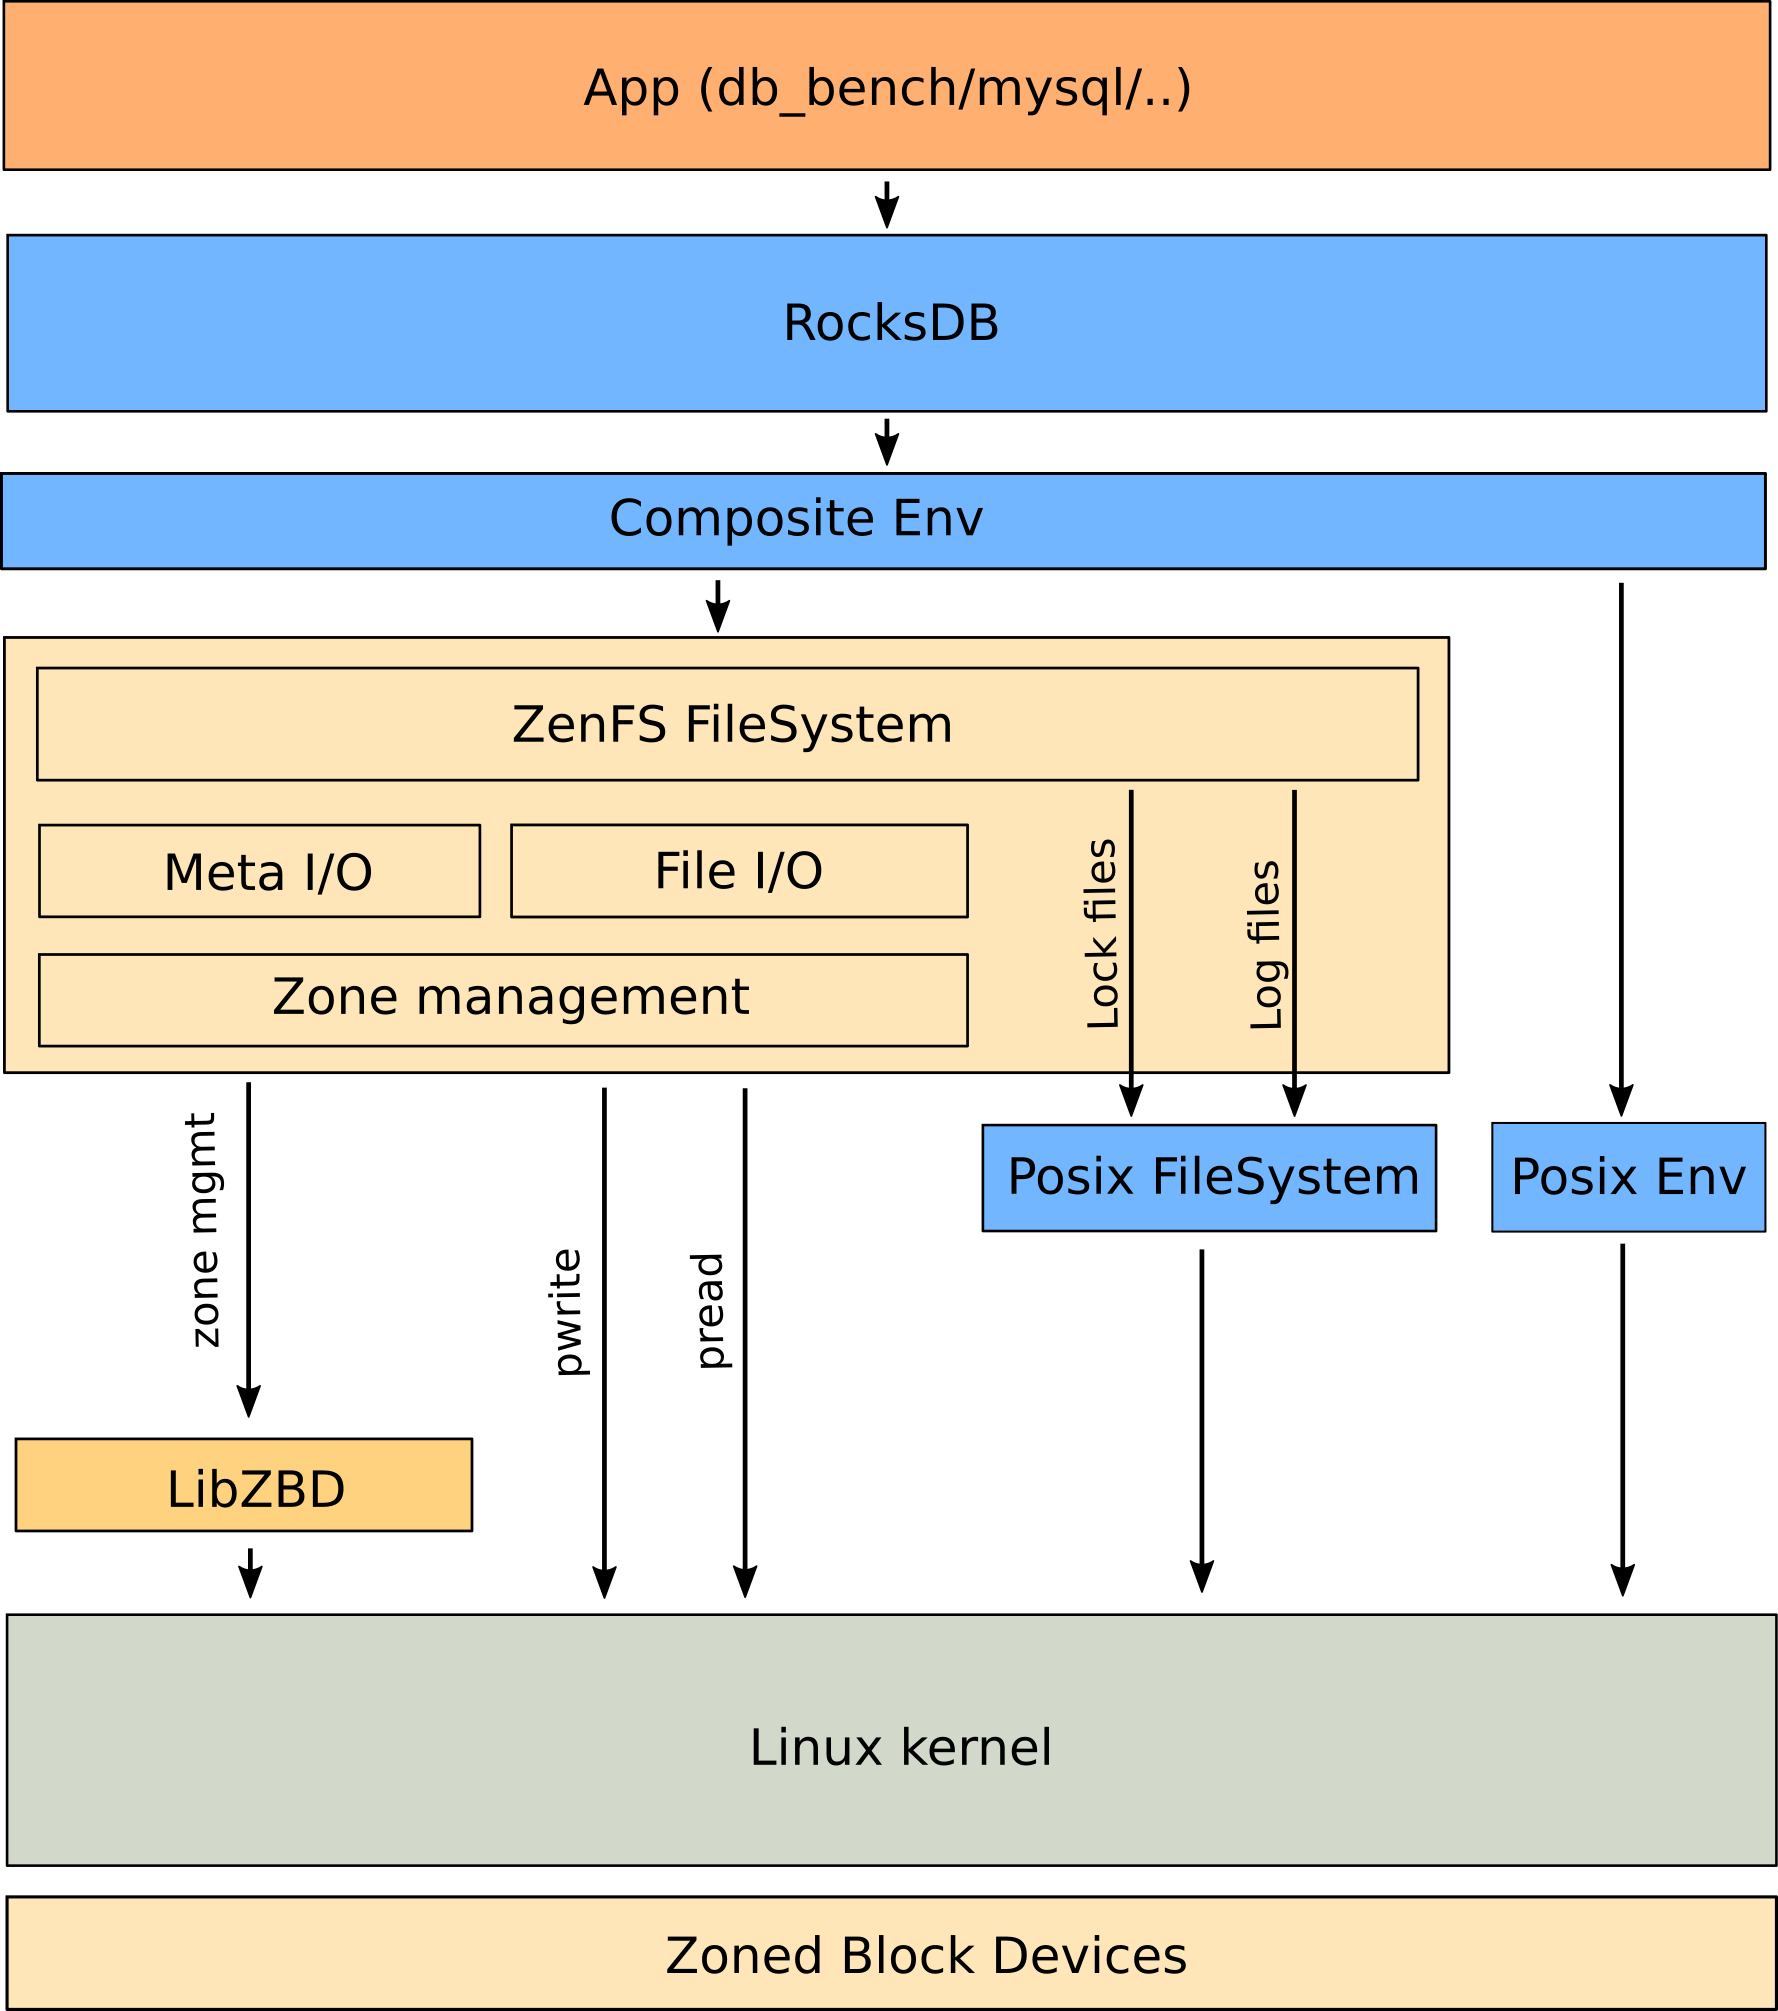 App (db_bench/mysql/..)
RocksDB
Composite Env
ZenFS FileSystem
Meta I/O
File I/O
Lock files
Log files
Zone management
zone mgmt
pwrite
pread
Posix FileSystem
Posix Env
LibZBD
Linux kernel
Zoned Block Devices